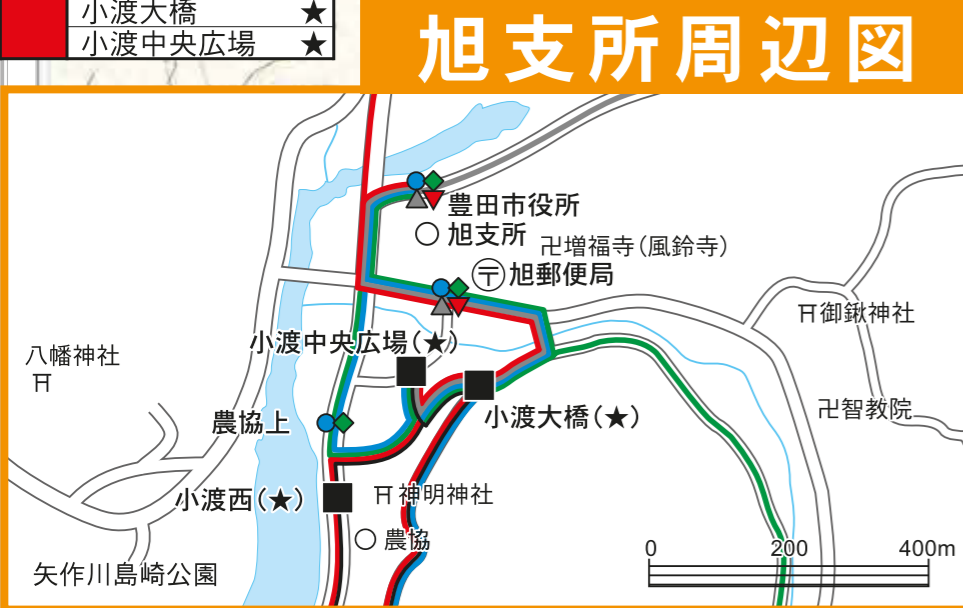 小渡大橋 ★
小渡中央広場 ★
旭支所周辺図
豊田市役所
旭支所
卍増福寺（風鈴寺）
〒旭郵便局
御鍬神社
小渡中央広場（★）
八幡神社
卍智教院
小渡大橋（★）
農協上
小渡西（★）
神明神社
農協
矢作川島崎公園
0 200 400m